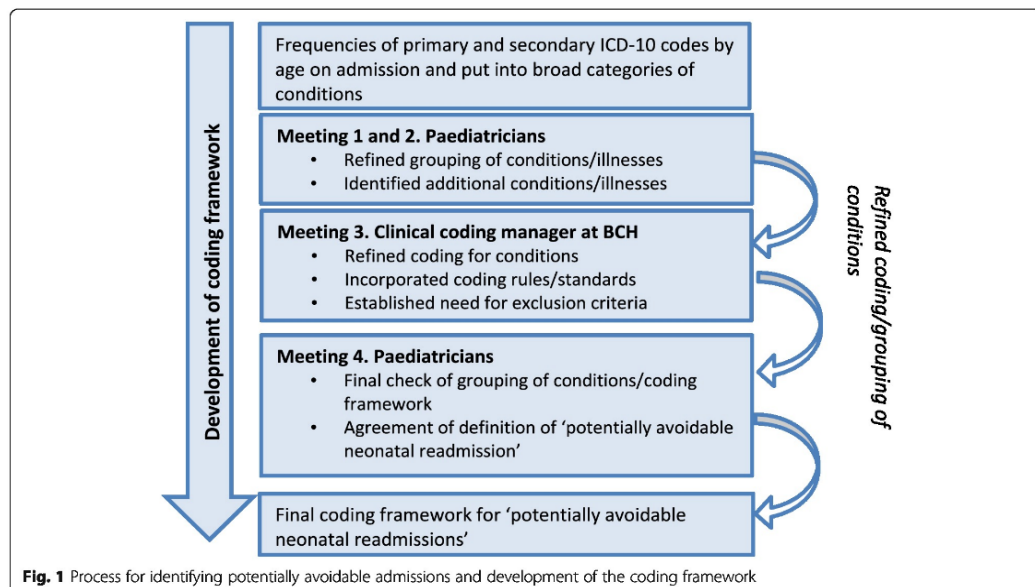 Frequencies of primary and secondary ICD-10 codes by
age on admission and put into broad categories of
conditions
Meeting 1 and 2. Paediatricians
• Refined grouping of conditions/illnesses
• Identified additional conditions/illnesses
Meeting 3. Clinical coding manager at BCH
• Refined coding for conditions
• Incorporated coding rules/standards
• Established need for exclusion criteria
Meeting 4. Paediatricians
• Final check of grouping of conditions/coding
framework
• Agreement of definition of ‘potentially avoidable
neonatal readmission’
Final coding framework for ‘potentially avoidable
neonatal readmissions’
Development of coding framework
Refined coding/grouping of
conditions
Fig. 1 Process for identifying potentially avoidable admissions and development of the coding framework